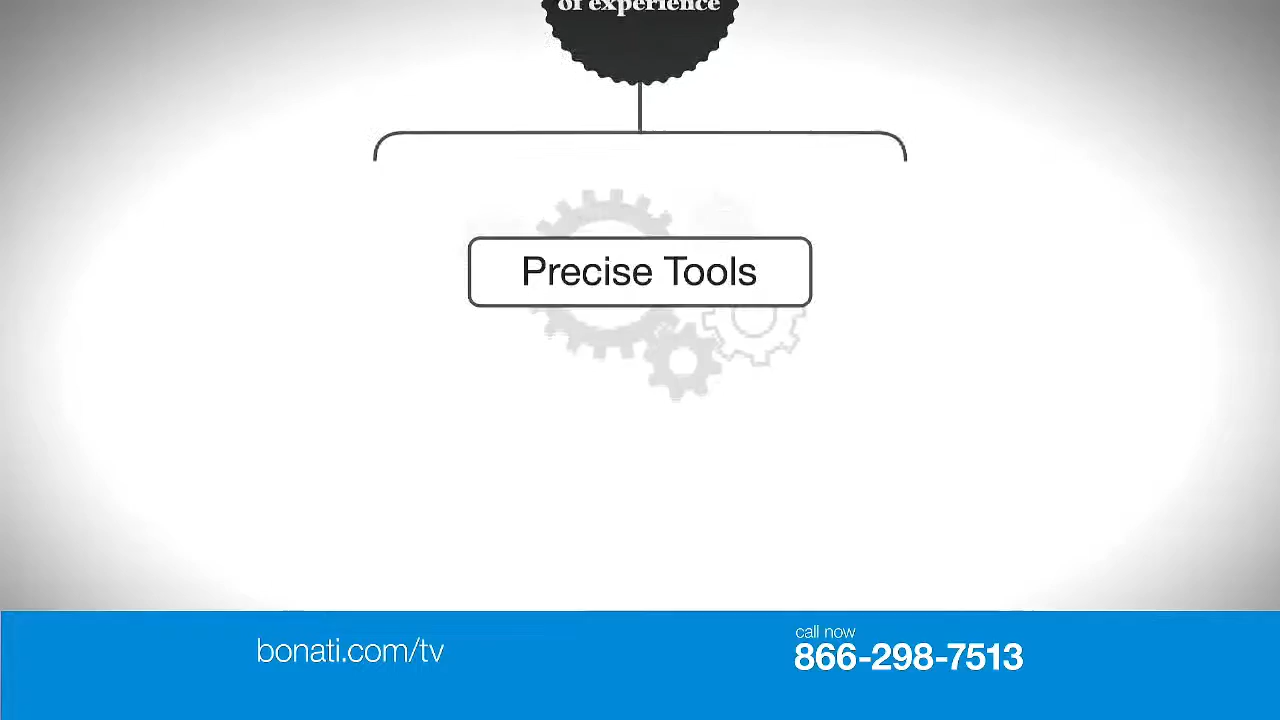 of experience
Precise Tools
bonati.com/tv
call now
866-298-7513